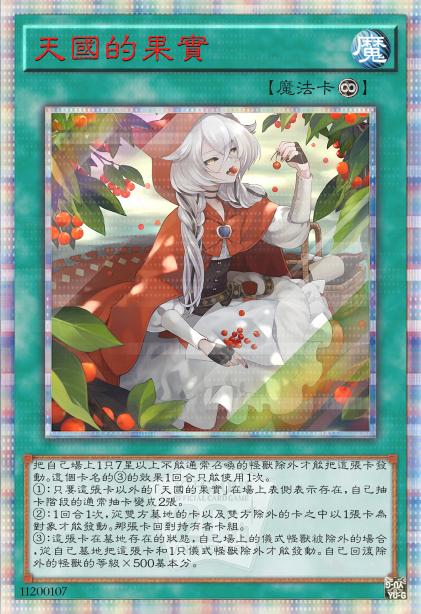 天國的果實
魔
【魔法卡】
把自己場上1只7星以上不能通常召喚的怪獸除外才能把這張卡發
動。這個卡名的③的效果1回合只能使用1次。
①：只要這張卡以外的「天國的果實」在場上表側表示存在，自己抽
卡階段的通常抽卡變成2張。
②：1回合1次，從雙方墓地的卡以及雙方除外的卡之中以1張卡為
對象才能發動。那張卡回到持有者卡組。
③：這張卡在墓地存在的狀態，自己場上的儀式怪獸被除外的場合
，從自己墓地把這張卡和1只儀式怪獸除外才能發動。自己回復除
外的怪獸的等級×500基本分。
OFFICIAL CARD GAME
11200107